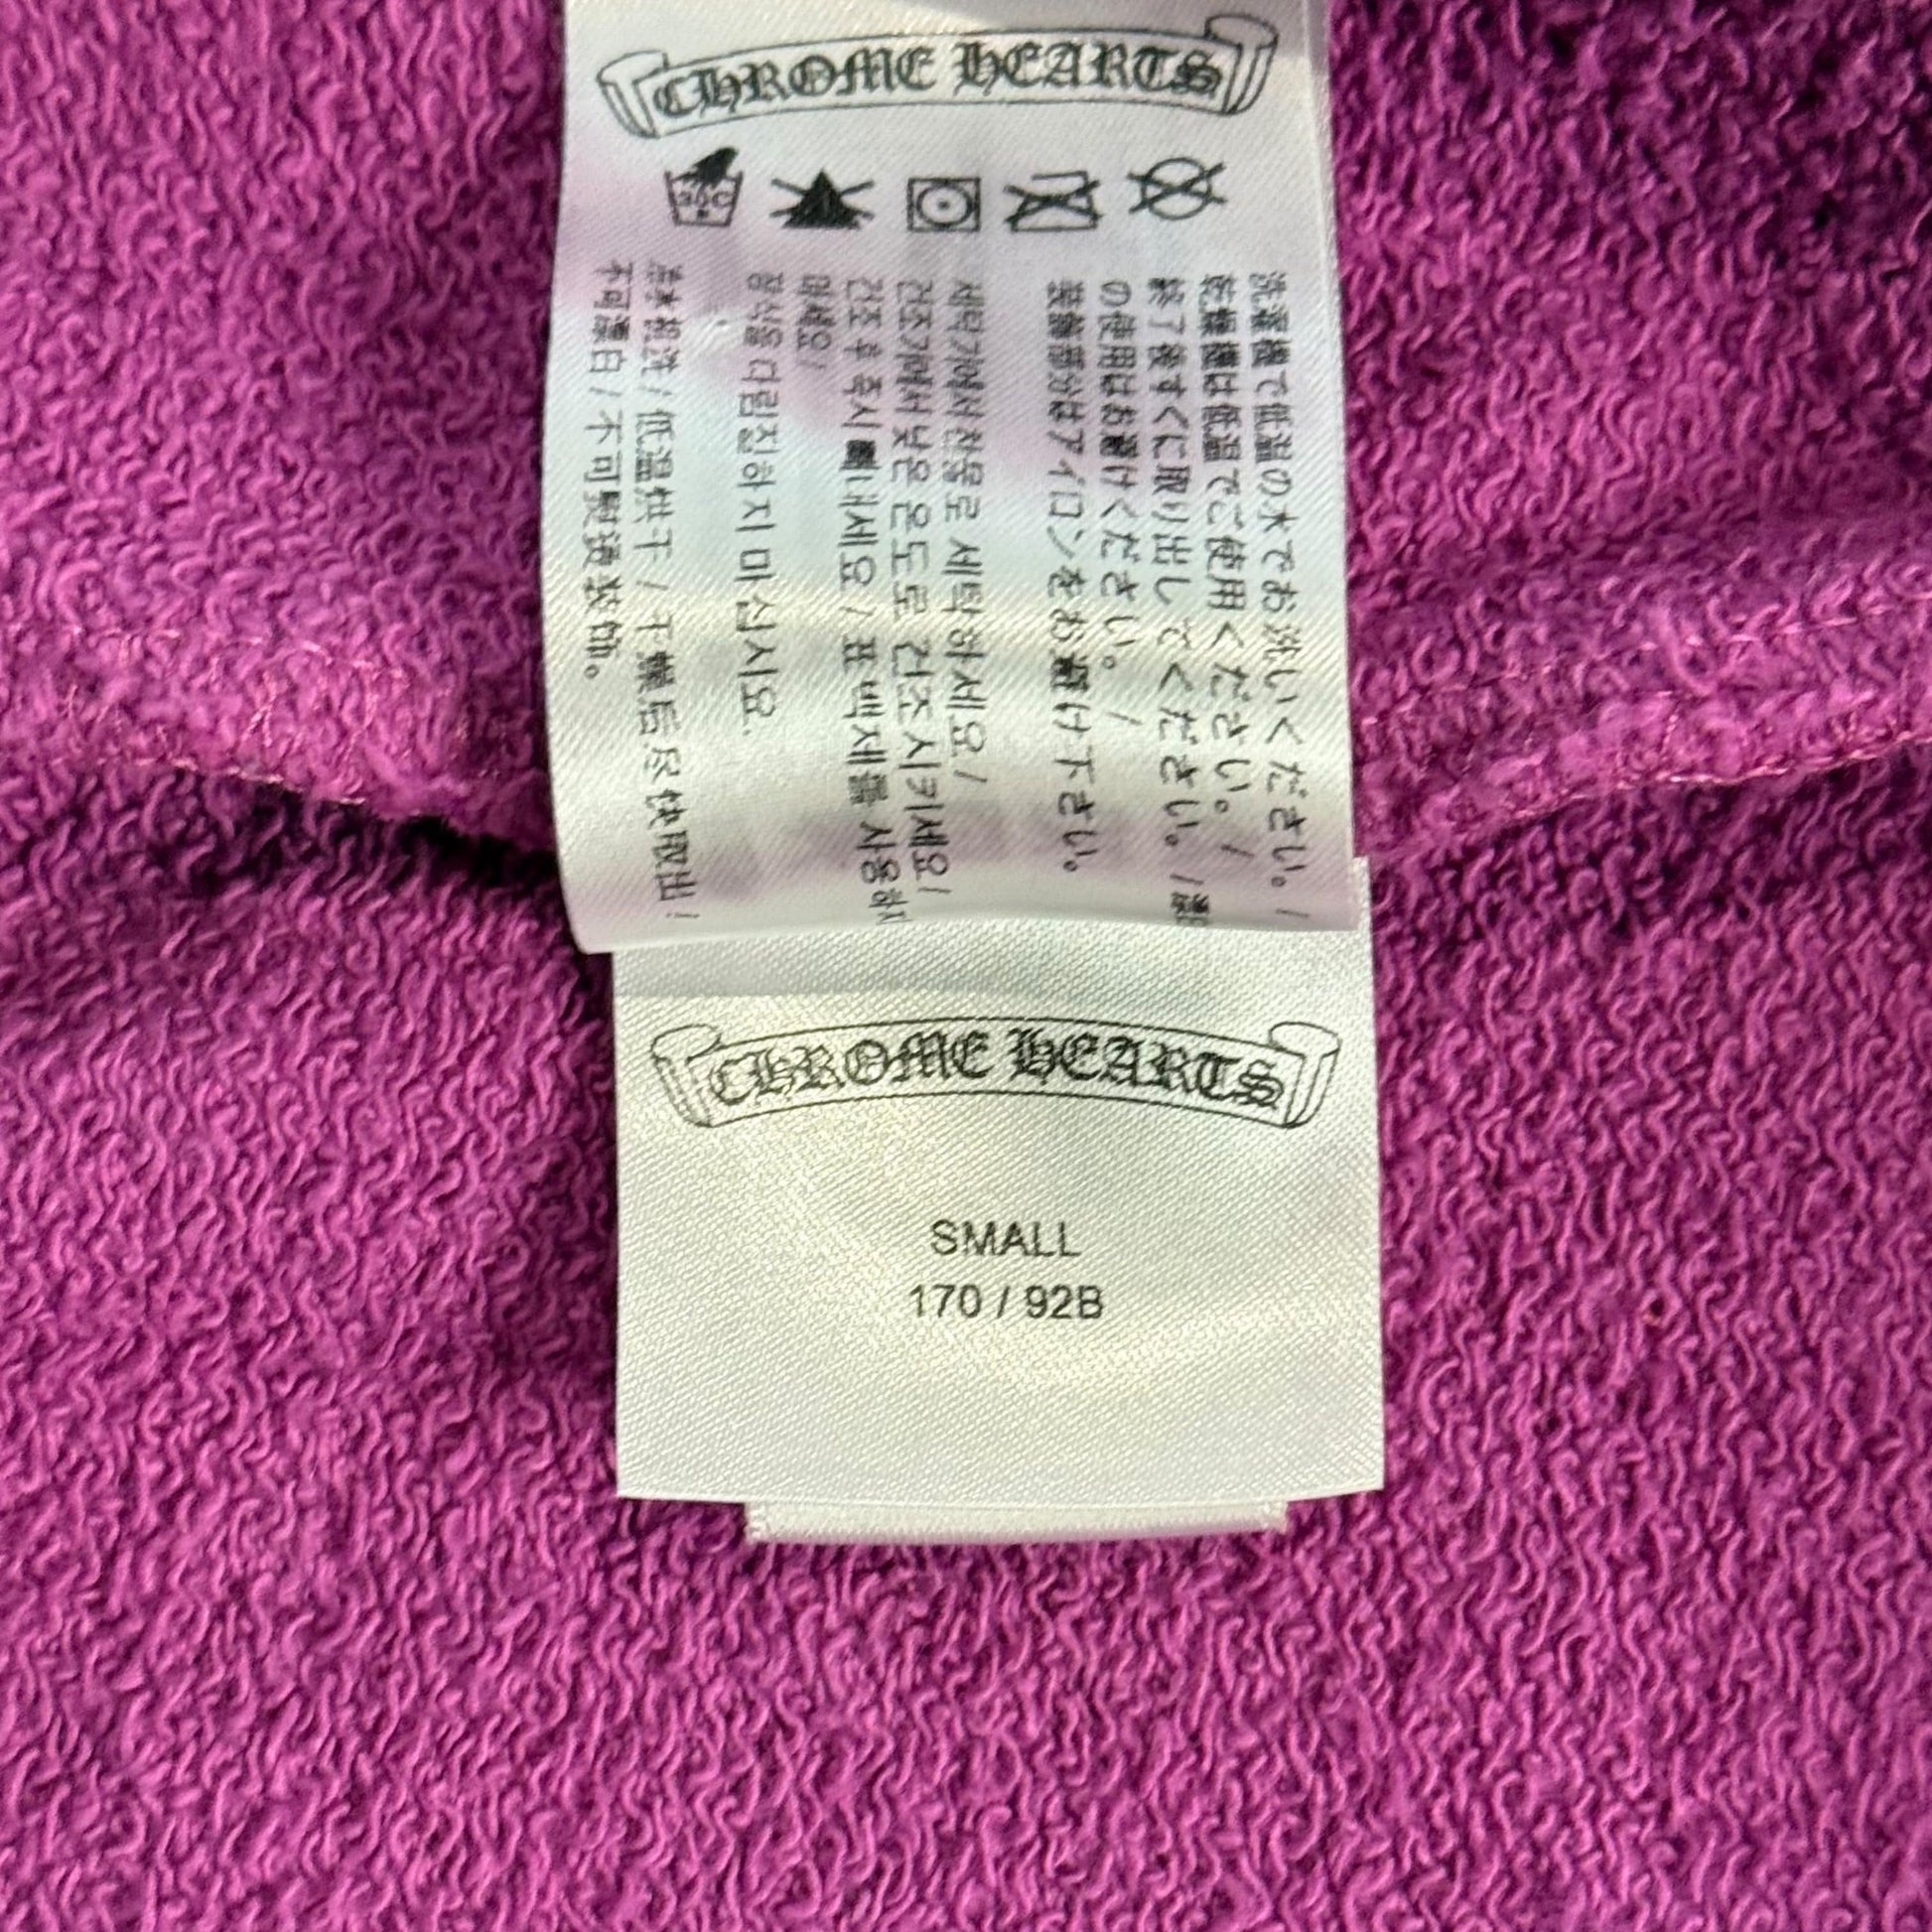 CHROME HEARTS
30C
洗濯機で低温の水でお洗いください。/
乾燥機は低温でご使用ください。/
終了後すぐに取り出してください。/漂
の使用はお避けください。/
装飾部分はアイロンをお避け下さい。
세탁기에서 찬물로 세탁하세요 /
건조기에서 낮은 온도로 건조시키세요 /
건조 후 즉시 빼내세요 / 표백제를 사용하지
마세요 /
장식을 다림질하지 마십시요.
低温烘干 / 干燥后尽快取出!
不可漂白 / 不可熨烫装饰。
CHROME HEARTS
SMALL
170 / 92B